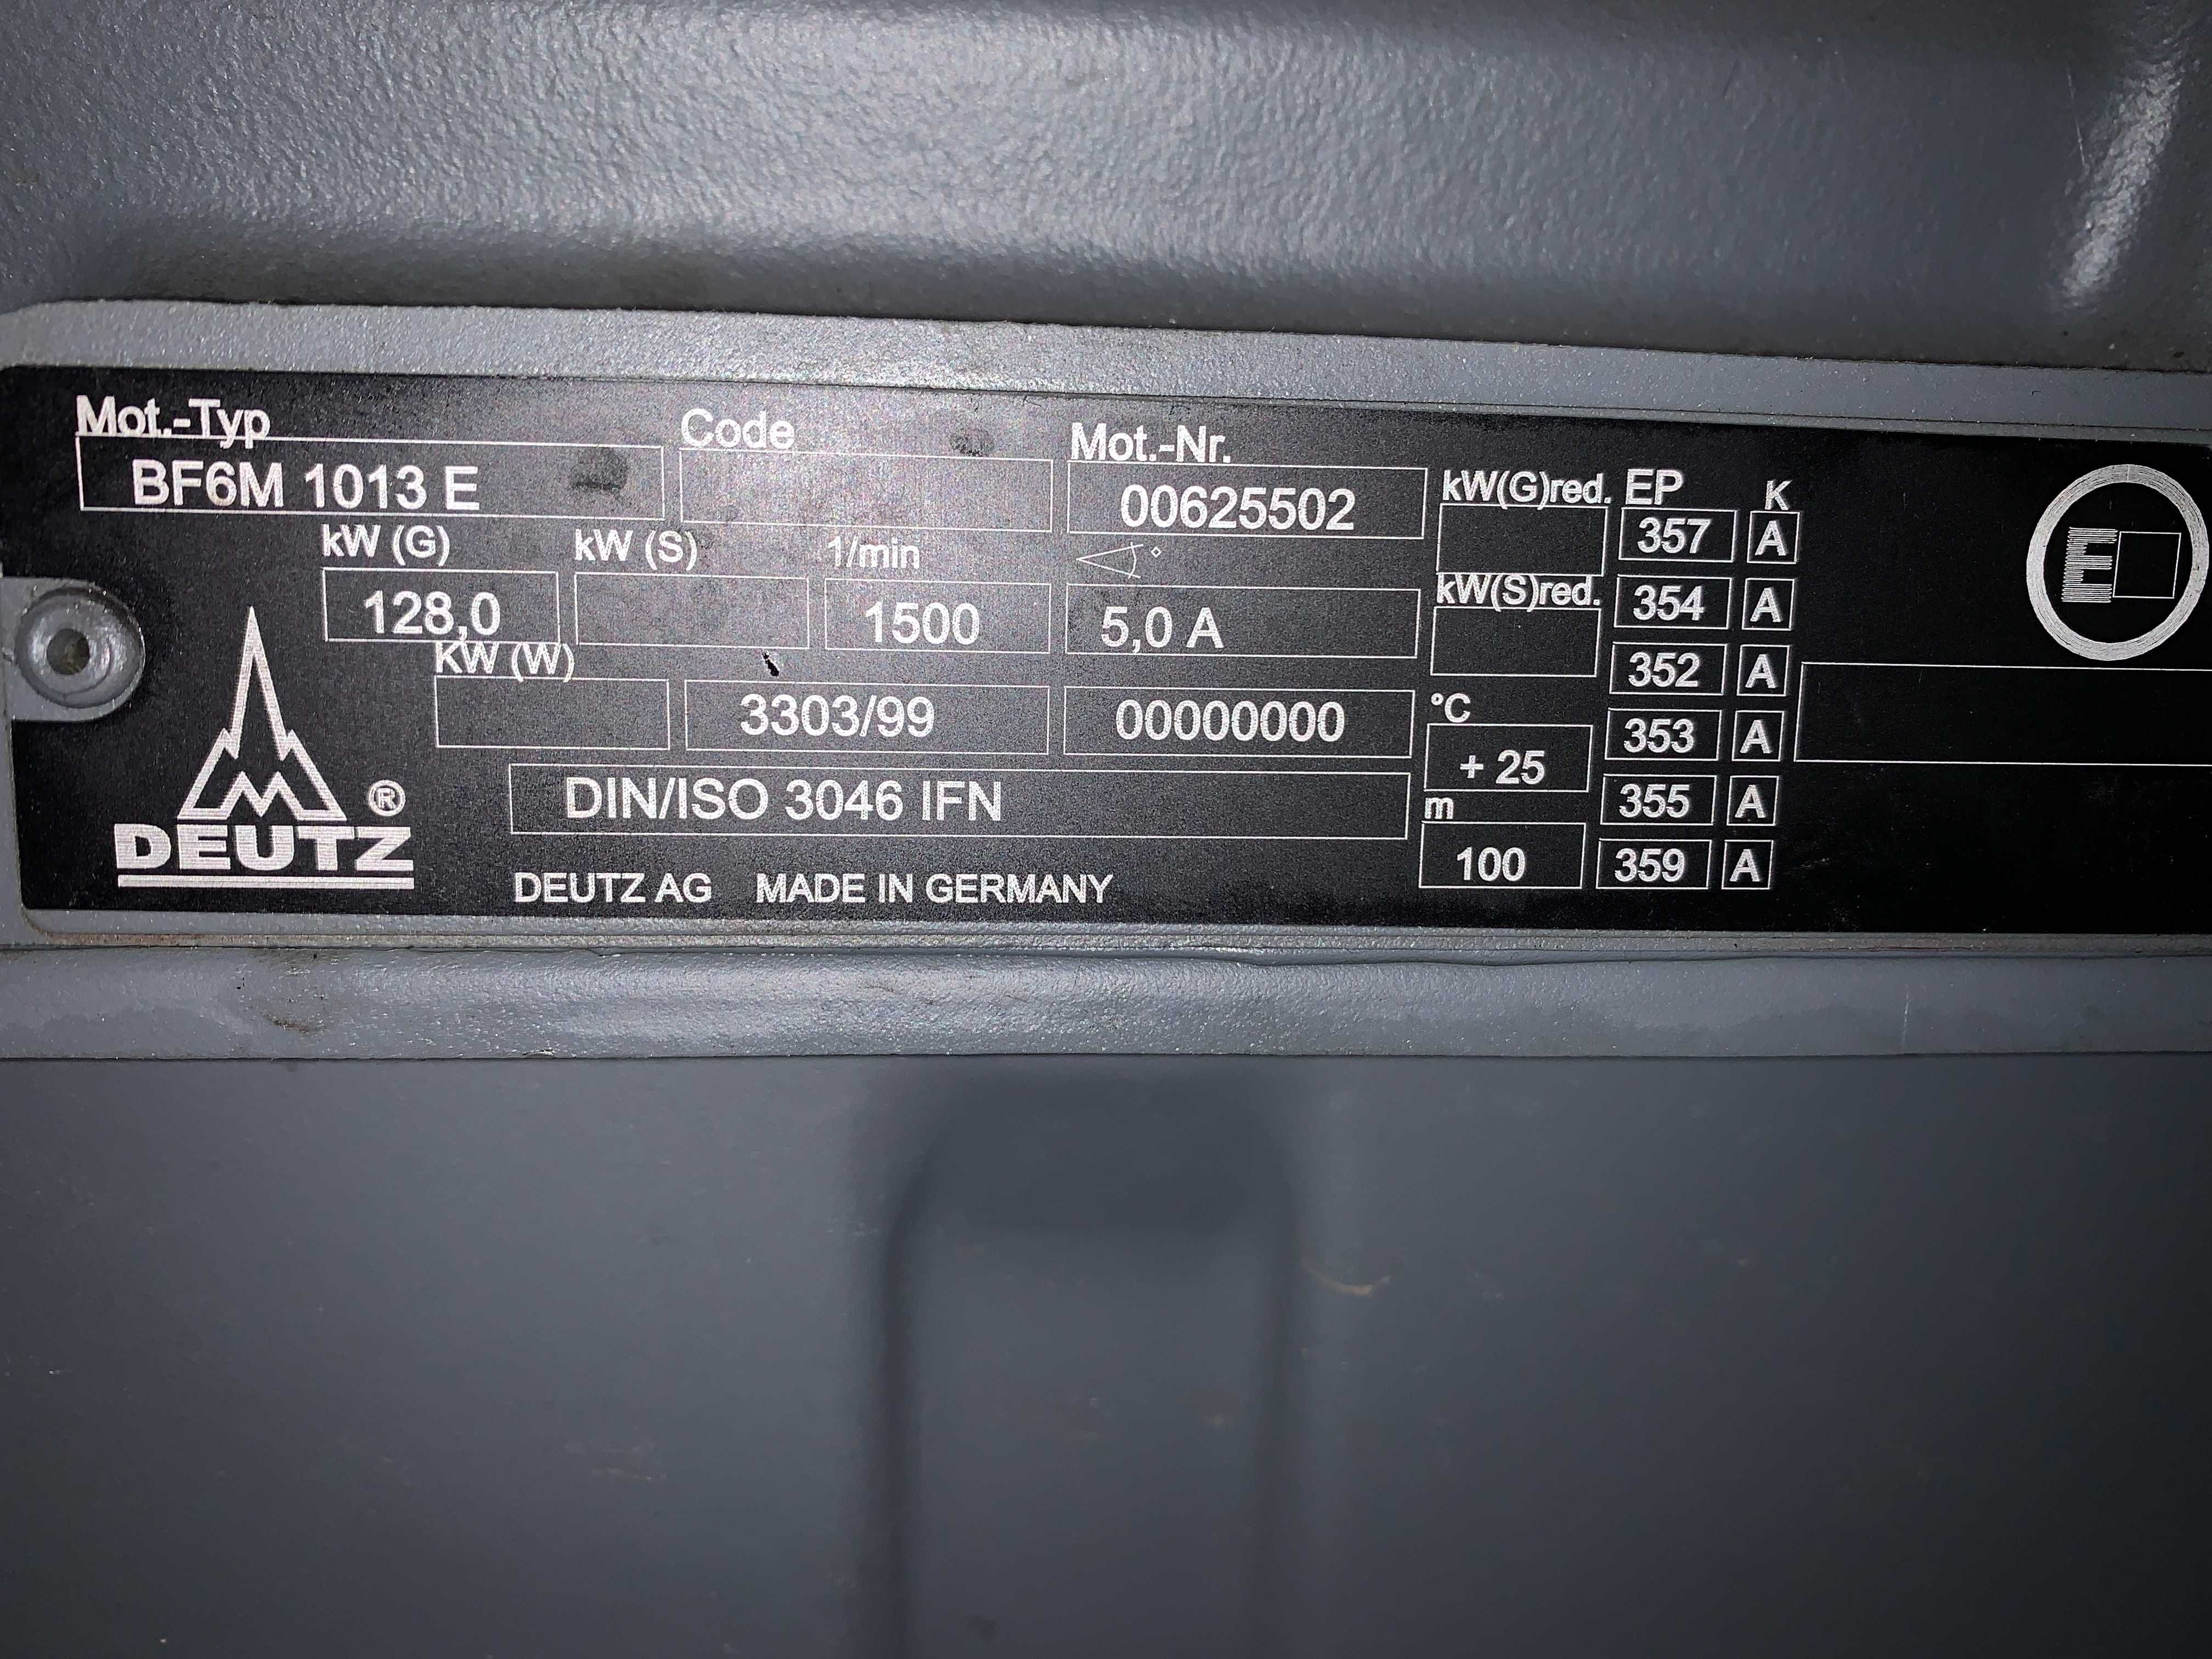 Mot.-Typ Code Mot.-Nr.
BF6M 1013 E 00625502
kW(G)red. EP K
357 A
kW (G) kW (S) 1/min °
128,0 1500 5,0 A
kW(S)red. 354 A
352 A
KW (W)
3303/99 00000000
°C 353 A
+ 25
DIN/ISO 3046 IFN
m 355 A
100 359 A
® DEUTZ
DEUTZ AG MADE IN GERMANY
E